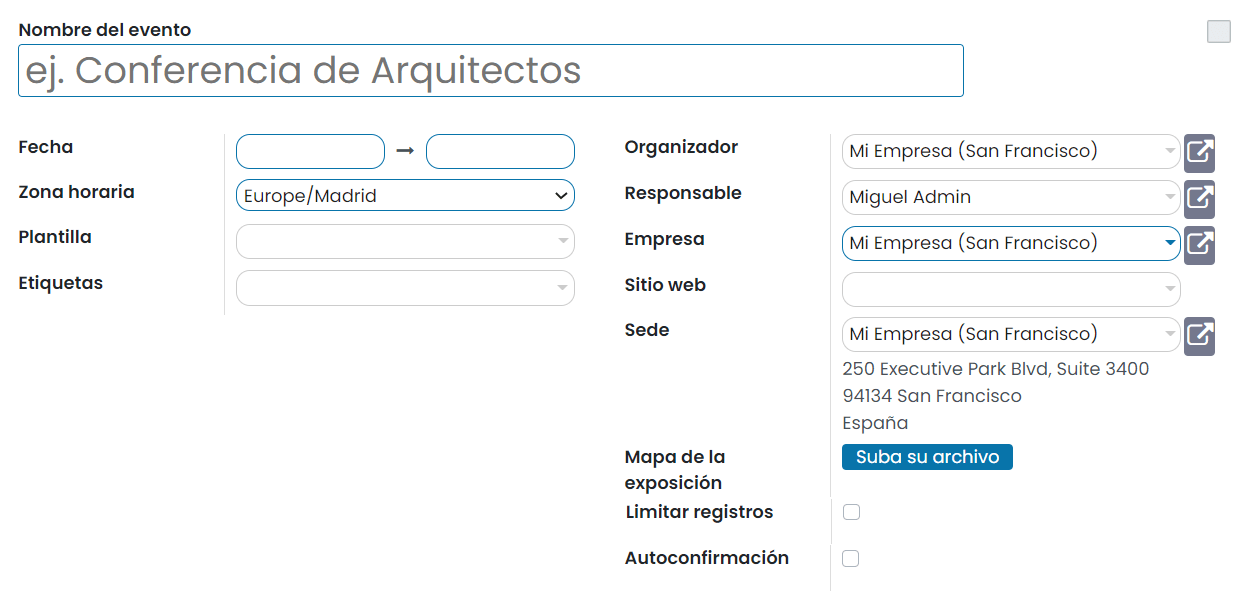 Nombre del evento
ej. Conferencia de Arquitectos
Fecha
Zona horaria
Europe/Madrid
Plantilla
Etiquetas
Organizador
Mi Empresa (San Francisco)
Responsable
Miguel Admin
Empresa
Mi Empresa (San Francisco)
Sitio web
Sede
Mi Empresa (San Francisco)
250 Executive Park Blvd, Suite 3400
94134 San Francisco
España
Mapa de la
exposición
Suba su archivo
Limitar registros
Autoconfirmación